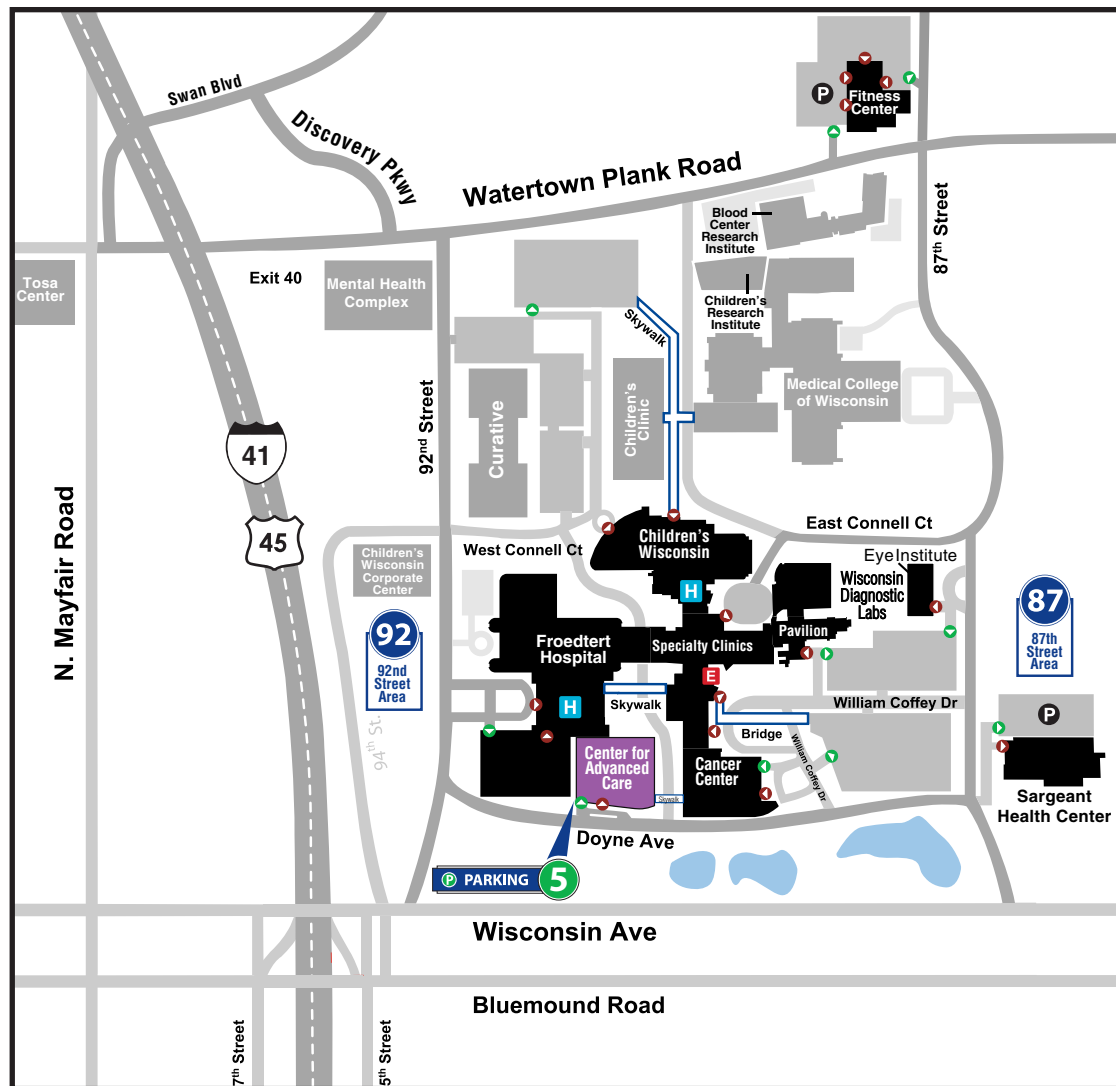 Swan Blvd
Discovery Pkwy
Watertown Plank Road
P
Fitness
Center
87th Street
Blood
Center
Research
Institute
Children's
Research
Institute
Tosa
Center
Exit 40
Mental Health
Complex
Skywalk
92nd Street
Curative
Children's
Clinic
Medical College
of Wisconsin
41
45
N. Mayfair Road
West Connell Ct
Children's
Wisconsin
East Connell Ct
Children's
Wisconsin
Corporate
Center
Eye Institute
Wisconsin
Diagnostic
Labs
H
92
92nd
Street
Area
87
87th
Street
Area
Froedtert
Hospital
Specialty Clinics
Pavilion
E
94th St.
H
Skywalk
William Coffey Dr
Bridge
P
Center for
Advanced
Care
Cancer
Center
William Coffey Dr
Skywalk
Sargeant
Health Center
Doyne Ave
P PARKING 5
Wisconsin Ave
Bluemound Road
7th Street
5th Street